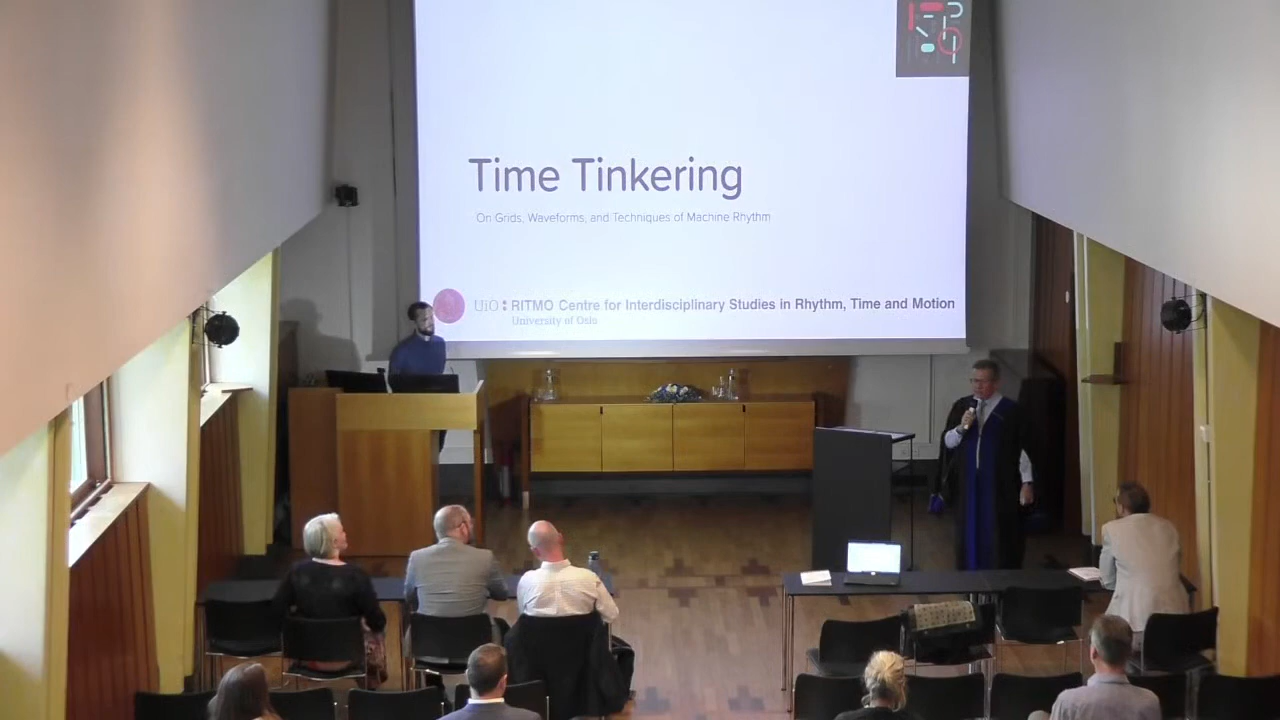 Time Tinkering
On Grids, Waveforms, and Techniques of Machine Rhythm
UiO : RITMO Centre for Interdisciplinary Studies in Rhythm, Time and Motion
University of Oslo